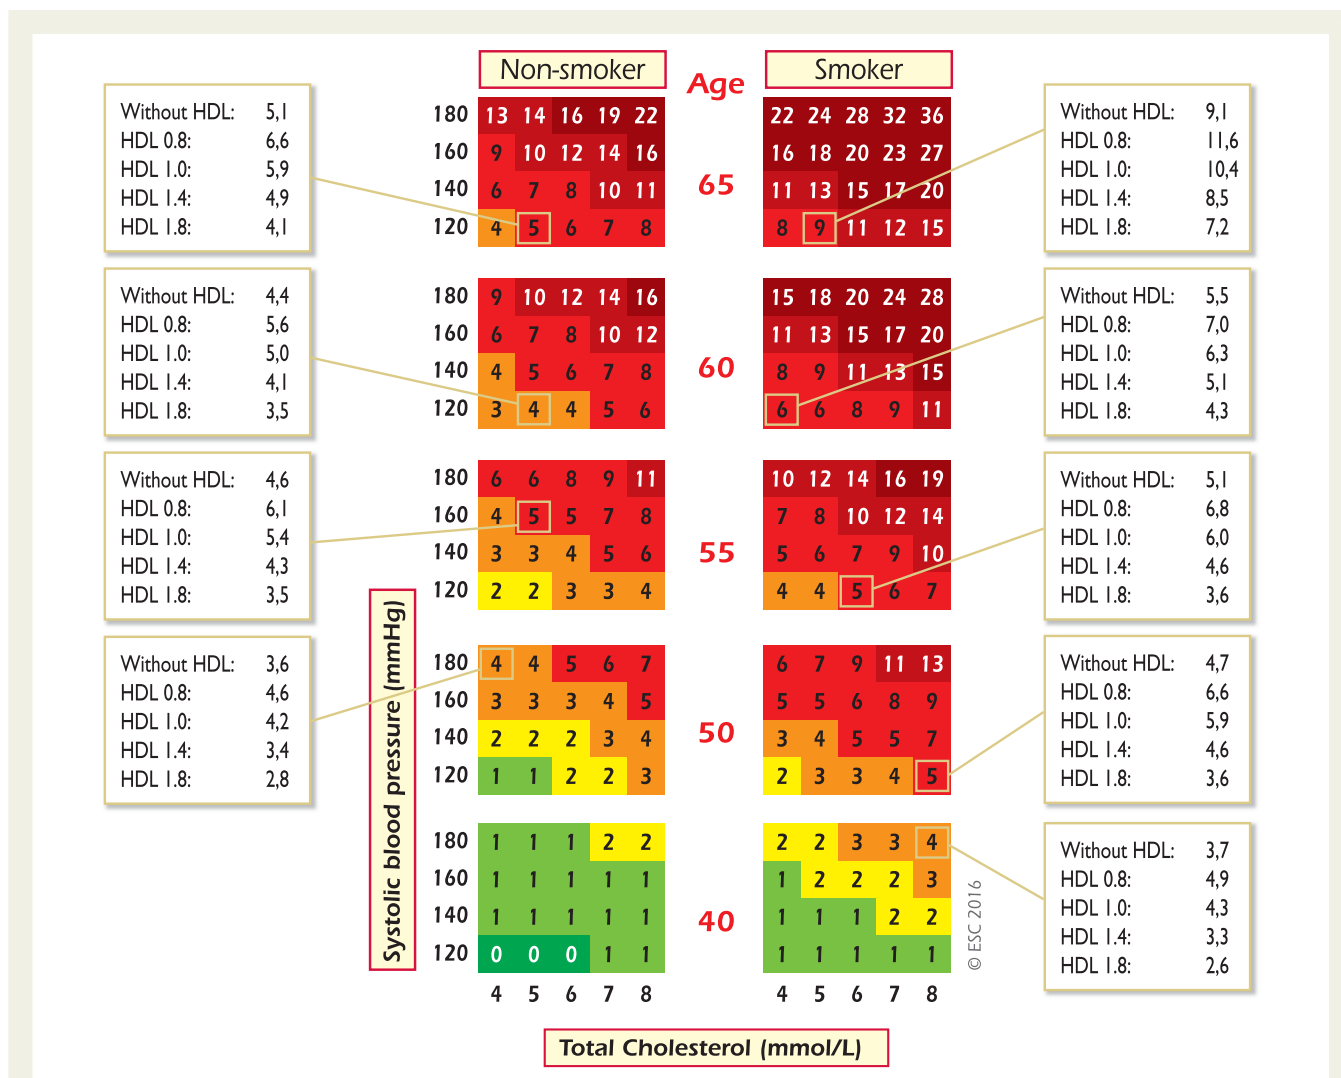 Non-smoker Age Smoker
Without HDL: 5,1
HDL 0.8: 6,6
HDL 1.0: 5,9
HDL 1.4: 4,9
HDL 1.8: 4,1
180 13 14 16 19 22
160 9 10 12 14 16
140 6 7 8 10 11
120 4 5 6 7 8
65
22 24 28 32 36
16 18 20 23 27
11 13 15 17 20
8 9 11 12 15
Without HDL: 9,1
HDL 0.8: 11,6
HDL 1.0: 10,4
HDL 1.4: 8,5
HDL 1.8: 7,2
Without HDL: 4,4
HDL 0.8: 5,6
HDL 1.0: 5,0
HDL 1.4: 4,1
HDL 1.8: 3,5
180 9 10 12 14 16
160 6 7 8 10 12
140 4 5 6 7 8
120 3 4 4 5 6
60
15 18 20 24 28
11 13 15 17 20
8 9 11 13 15
6 6 8 9 11
Without HDL: 5,5
HDL 0.8: 7,0
HDL 1.0: 6,3
HDL 1.4: 5,1
HDL 1.8: 4,3
Without HDL: 4,6
HDL 0.8: 6,1
HDL 1.0: 5,4
HDL 1.4: 4,3
HDL 1.8: 3,5
180 6 6 8 9 11
160 4 5 5 7 8
140 3 3 4 5 6
120 2 2 3 3 4
55
10 12 14 16 19
7 8 10 12 14
5 6 7 9 10
4 4 5 6 7
Without HDL: 5,1
HDL 0.8: 6,8
HDL 1.0: 6,0
HDL 1.4: 4,6
HDL 1.8: 3,6
Without HDL: 3,6
HDL 0.8: 4,6
HDL 1.0: 4,2
HDL 1.4: 3,4
HDL 1.8: 2,8
Systolic blood pressure (mmHg)
180 4 4 5 6 7
160 3 3 3 4 5
140 2 2 2 3 4
120 1 1 2 2 3
50
6 7 9 11 13
5 5 6 8 9
3 4 5 5 7
2 3 3 4 5
Without HDL: 4,7
HDL 0.8: 6,6
HDL 1.0: 5,9
HDL 1.4: 4,6
HDL 1.8: 3,6
180 1 1 1 2 2
160 1 1 1 1 1
140 1 1 1 1 1
120 0 0 0 1 1
40
2 2 3 3 4
1 2 2 2 3
1 1 1 2 2
1 1 1 1 1
© ESC 2016
Without HDL: 3,7
HDL 0.8: 4,9
HDL 1.0: 4,3
HDL 1.4: 3,3
HDL 1.8: 2,6
4 5 6 7 8 4 5 6 7 8
Total Cholesterol (mmol/L)